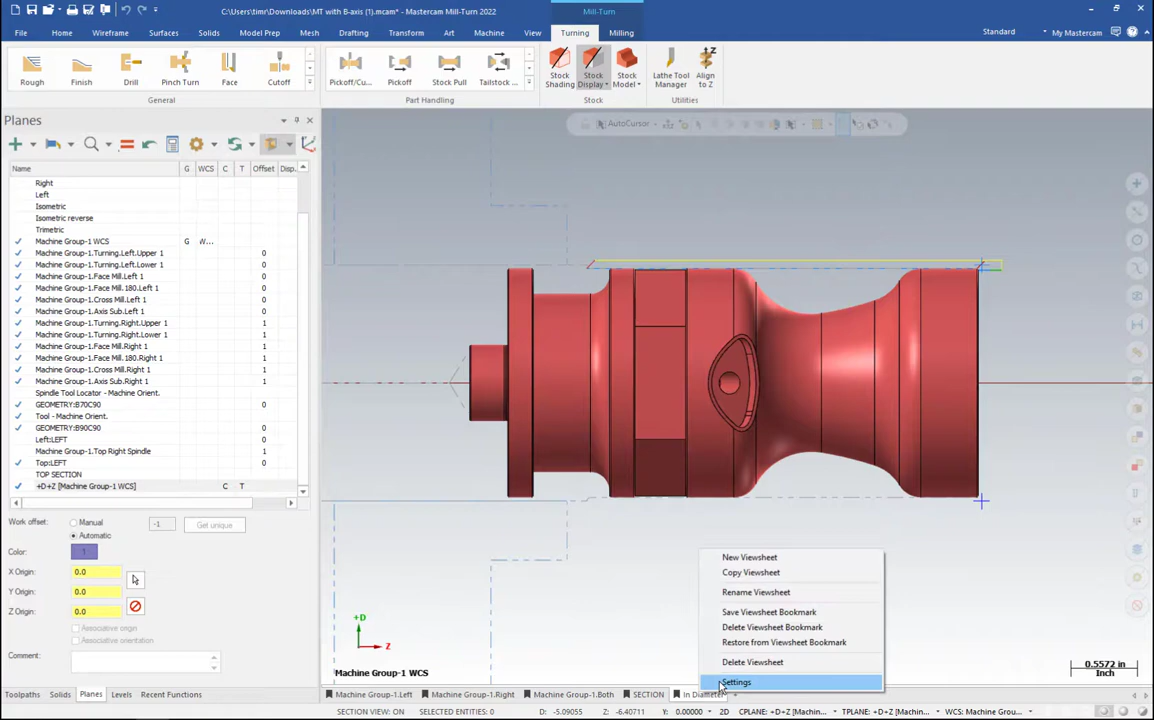 C:\Users\timr\Downloads\MT with B-axis (1).mcam* - Mastercam Mill-Turn 2022
Mill-Turn
File Home Wireframe Surfaces Solids Model Prep Mesh Drafting Transform Art Machine View Turning Milling
Standard My Mastercam
Rough Finish Drill Pinch Turn Face Cutoff
Pickoff/Cu... Pickoff Stock Pull Tailstock ...
Stock Shading Stock Display Stock Model
Lathe Tool Manager Align to Z
General Part Handling Stock Utilities
Planes
AutoCursor
Name G WCS C T Offset Disp...
Right
Left
Isometric
Isometric reverse
Trimetric
Machine Group-1 WCS G W...
Machine Group-1.Turning.Left.Upper 1 0
Machine Group-1.Turning.Left.Lower 1 0
Machine Group-1.Face Mill.Left 1 0
Machine Group-1.Face Mill.180.Left 1 0
Machine Group-1.Cross Mill.Left 1 0
Machine Group-1.Axis Sub.Left 1 0
Machine Group-1.Turning.Right.Upper 1 1
Machine Group-1.Turning.Right.Lower 1 1
Machine Group-1.Face Mill.Right 1 1
Machine Group-1.Face Mill.180.Right 1 1
Machine Group-1.Cross Mill.Right 1 1
Machine Group-1.Axis Sub.Right 1 1
Spindle Tool Locator - Machine Orient.
GEOMETRY:B70C90 0
Tool - Machine Orient.
GEOMETRY:B90C90 0
Left:LEFT
Machine Group-1.Top Right Spindle
Top:LEFT 0
TOP SECTION
+D+Z [Machine Group-1 WCS] C T
Work offset: Manual -1 Get unique
Automatic
Color: 1
X Origin: 0.0
Y Origin: 0.0
Z Origin: 0.0
Associative origin
Associative orientation
Comment:
New Viewsheet
Copy Viewsheet
Rename Viewsheet
Save Viewsheet Bookmark
Delete Viewsheet Bookmark
Restore from Viewsheet Bookmark
Delete Viewsheet
Settings
+D
Z
Machine Group-1 WCS
0.5572 in
Inch
Toolpaths Solids Planes Levels Recent Functions
Machine Group-1.Left Machine Group-1.Right Machine Group-1.Both SECTION In Diameter +
SECTION VIEW: ON SELECTED ENTITIES: 0 D: -5.09055 Z: -6.40711 Y: 0.00000 2D CPLANE: +D+Z [Machin... TPLANE: +D+Z [Machin... WCS: Machine Grou...